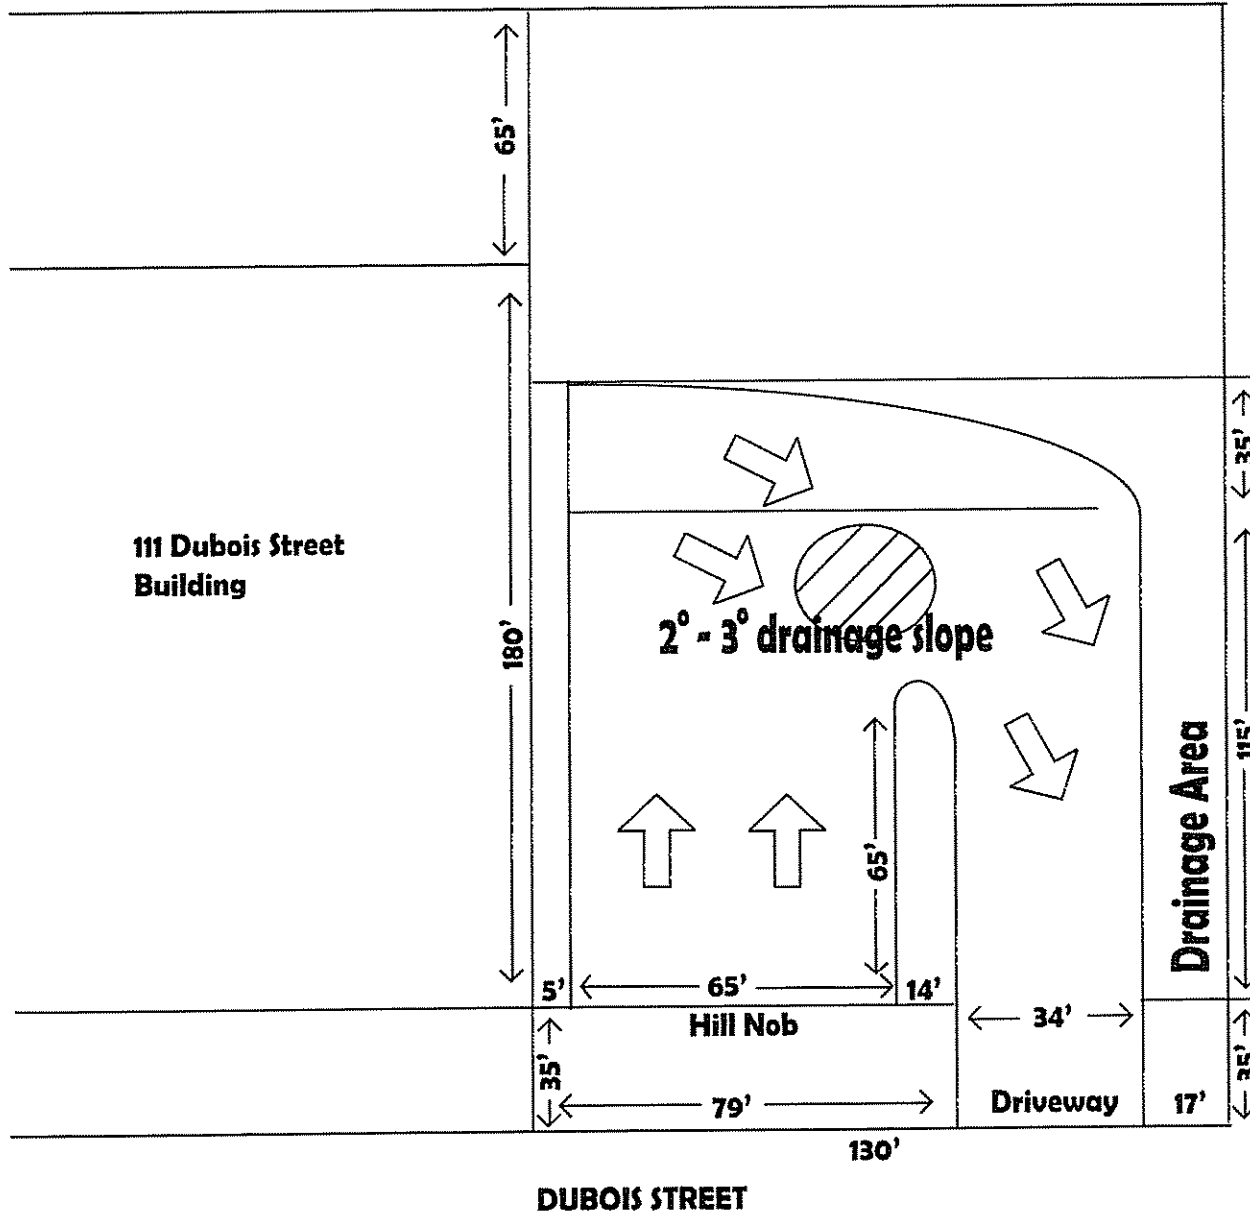 65'
35'
111 Dubois Street
Building
2° - 3° drainage slope
180'
115'
65'
Drainage Area
5'
65'
14'
Hill Nob
34'
35'
35'
79'
Driveway
17'
130'
DUBOIS STREET